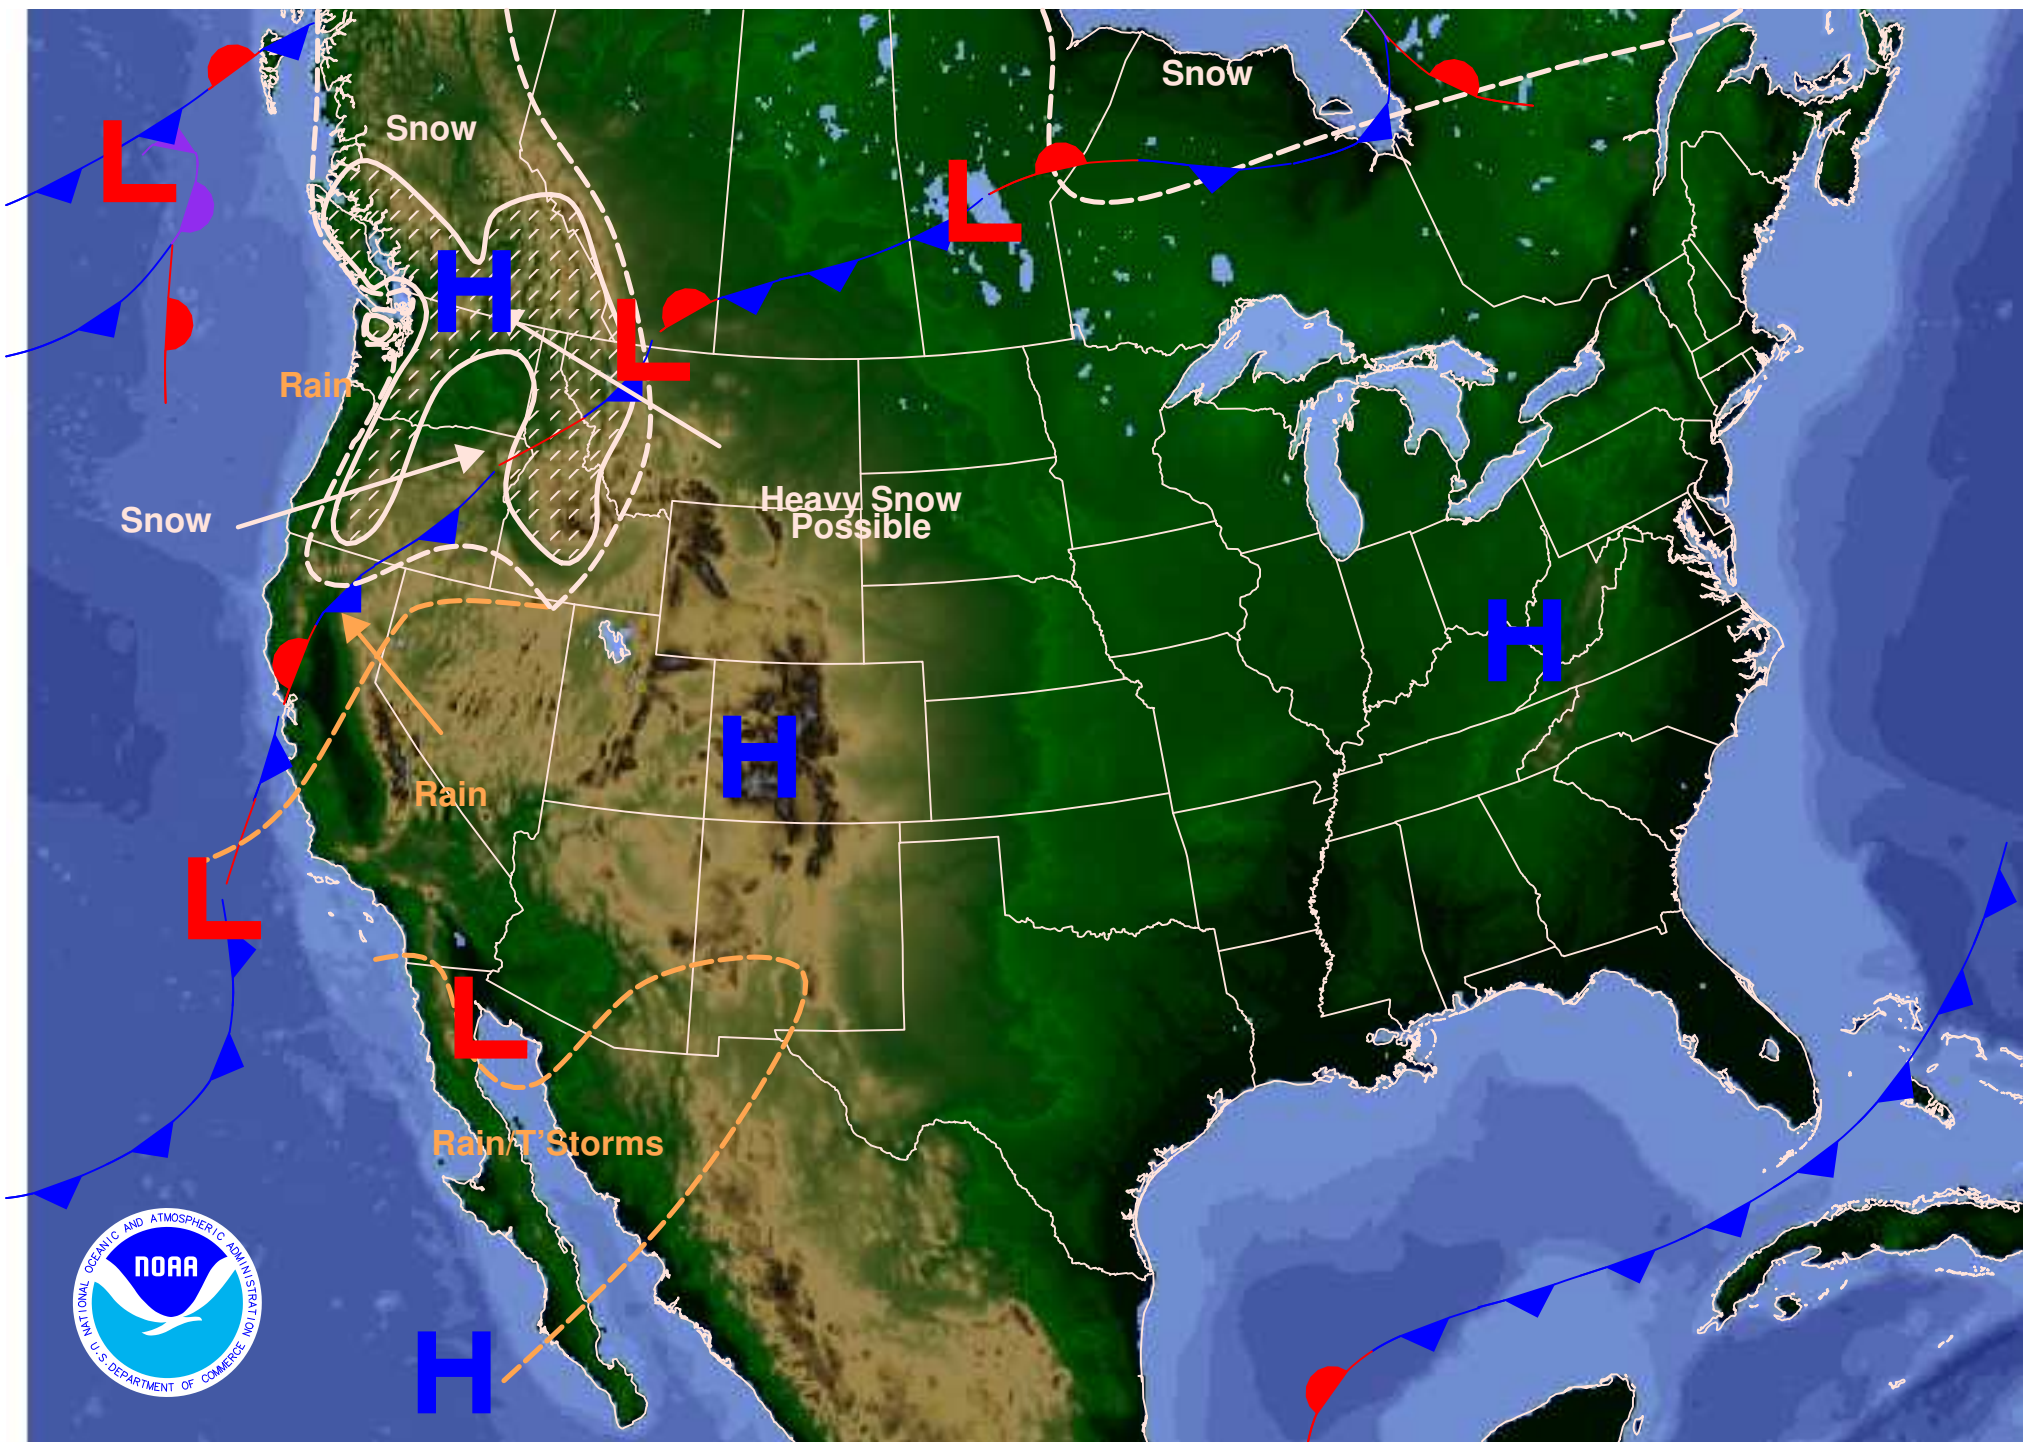 Snow
Snow
L
L
H
L
Rain
Heavy Snow
Possible
Snow
H
H
Rain
L
L
Rain/T'Storms
NATIONAL OCEANIC AND ATMOSPHERIC ADMINISTRATION
NOAA
U.S. DEPARTMENT OF COMMERCE
H